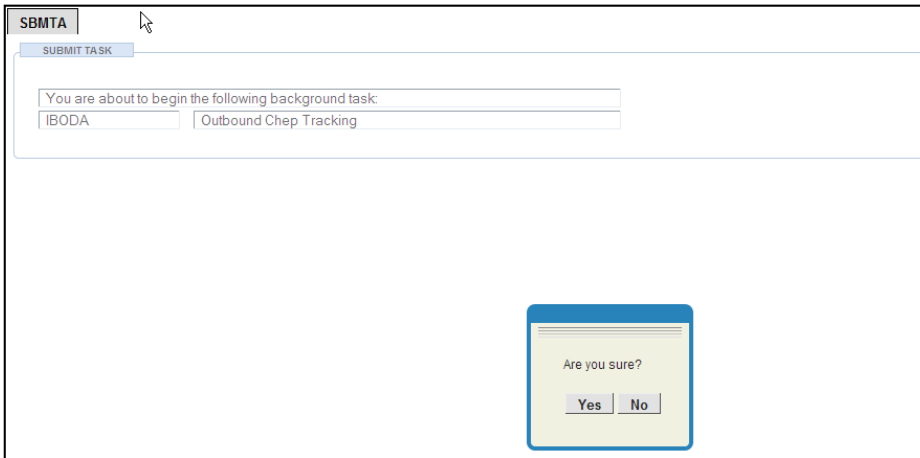 SBMTA
SUBMIT TASK
You are about to begin the following background task:
IBODA Outbound Chep Tracking
Are you sure?
Yes No